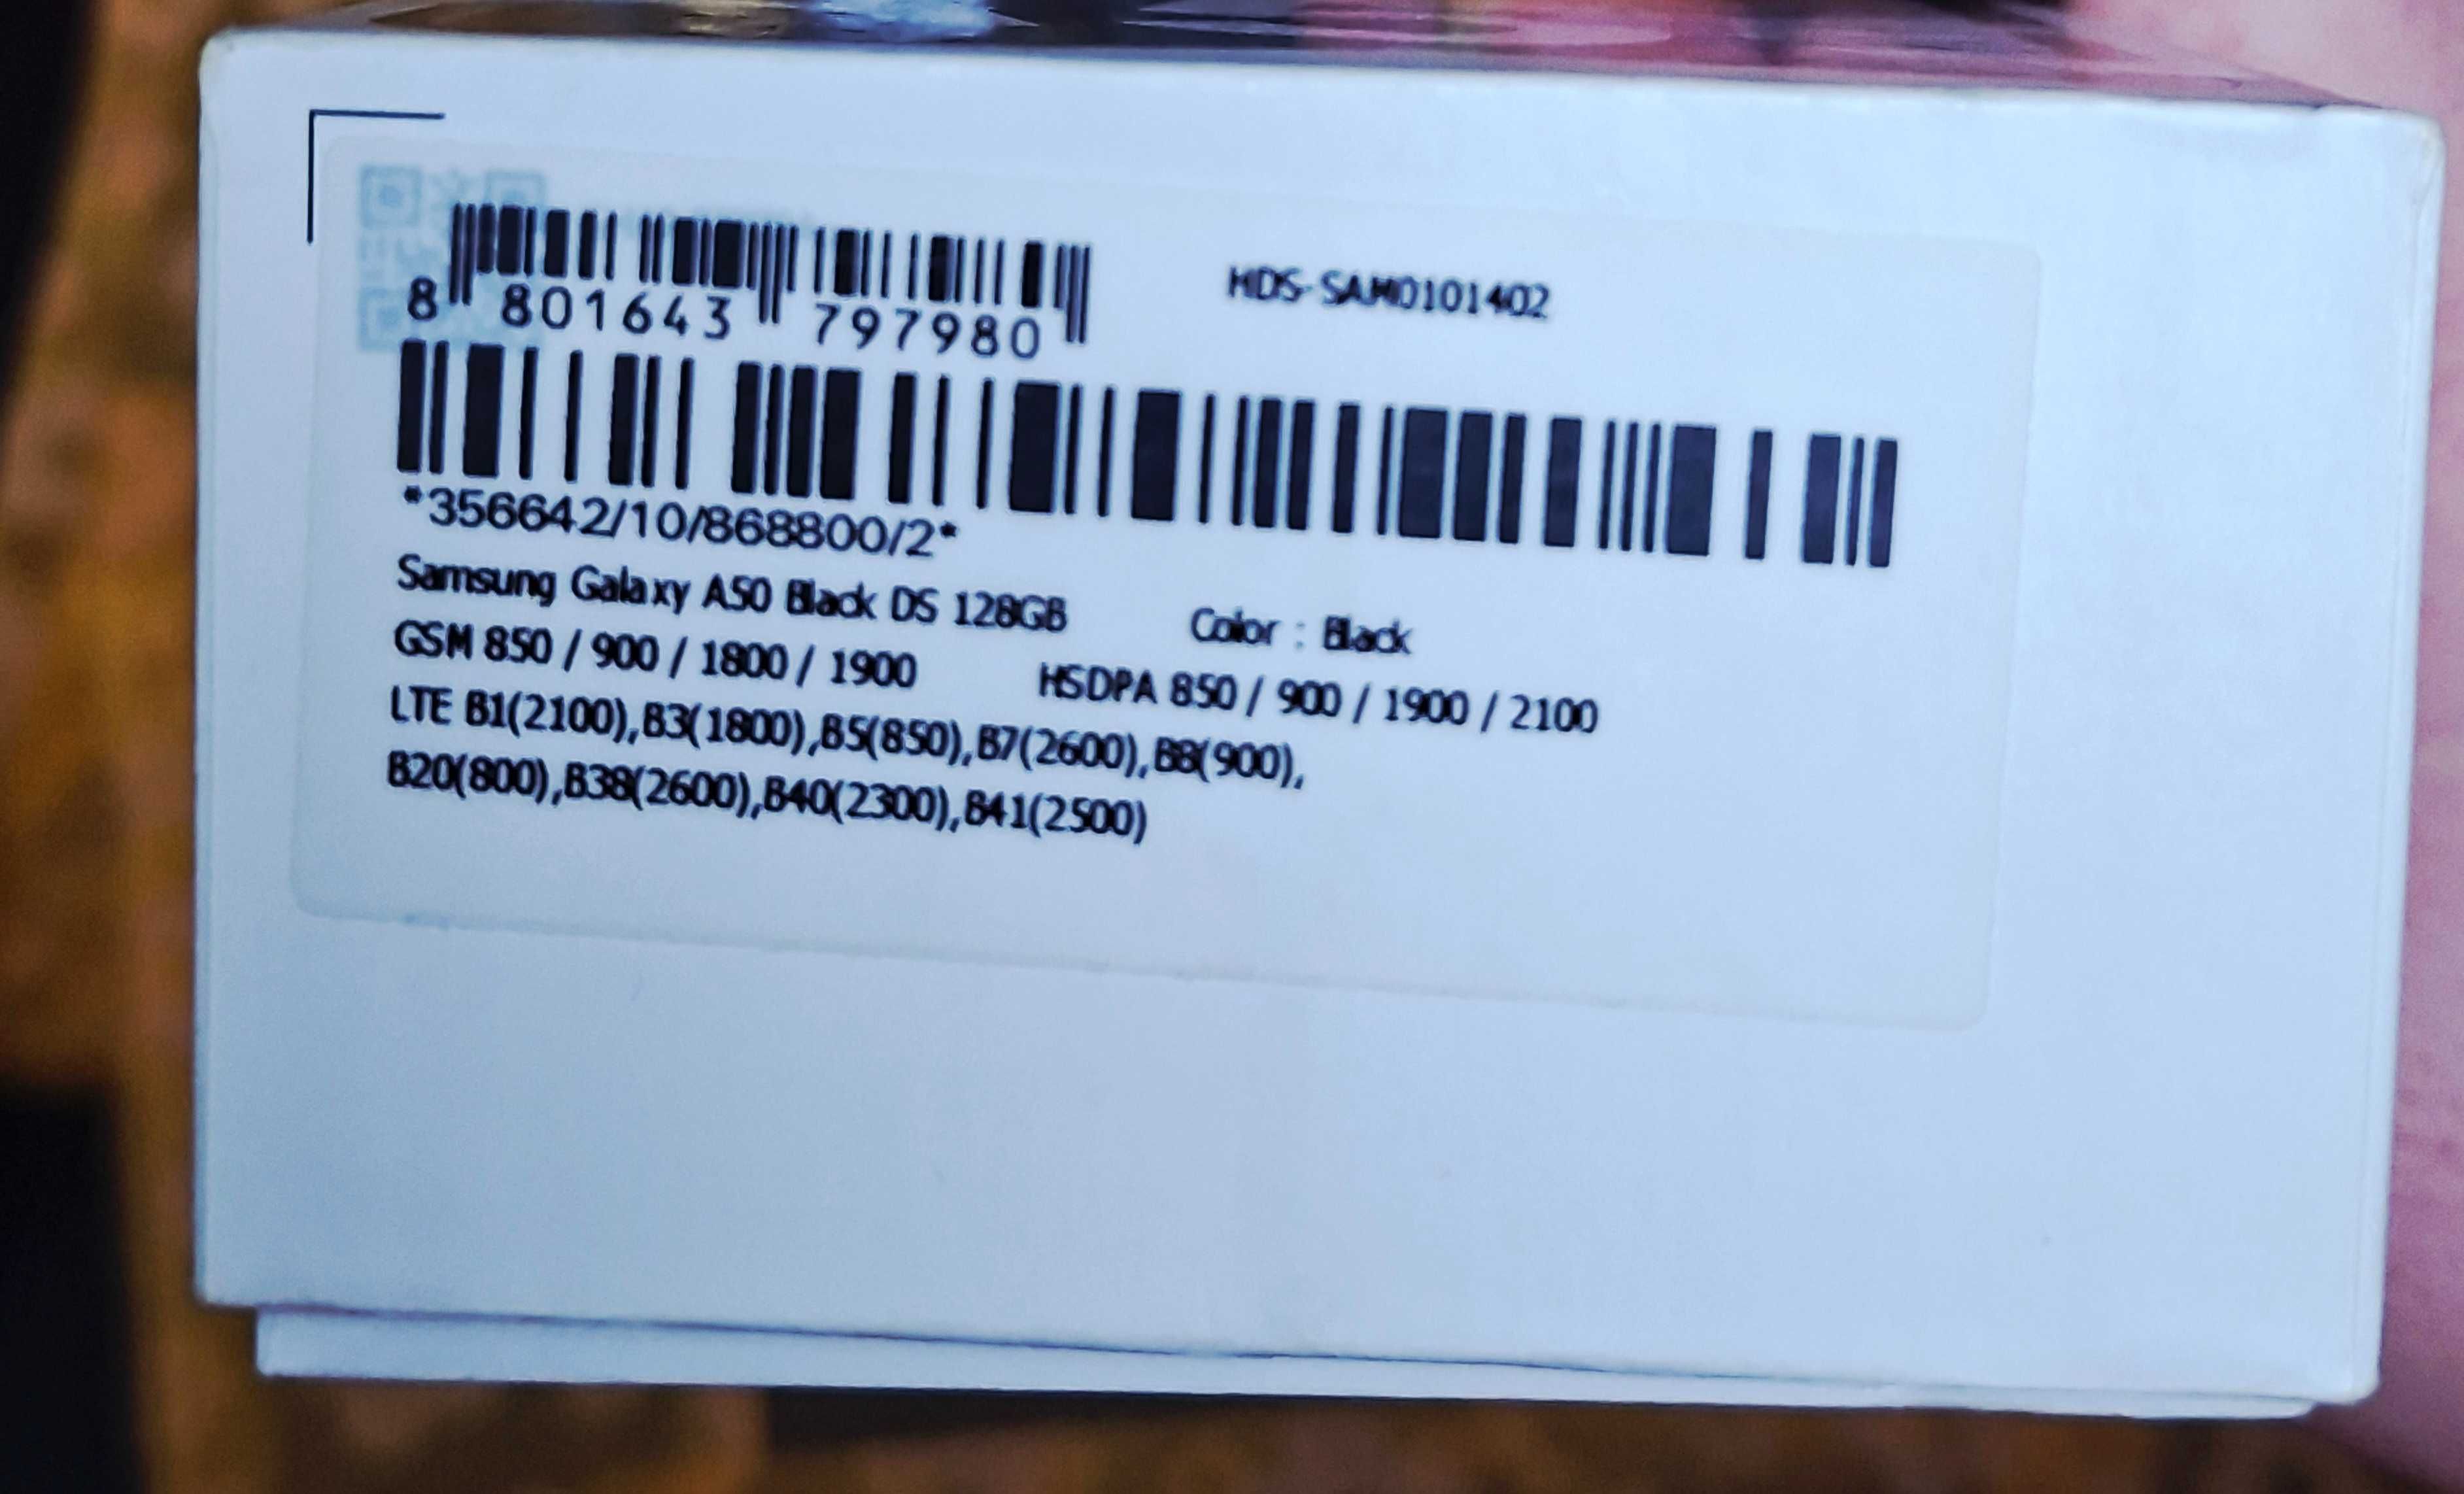 HDS-SAM0101402
8 801643 797980
*356642/10/868800/2*
Samsung Galaxy A50 Black DS 128GB Color : Black
GSM 850 / 900 / 1800 / 1900 HSDPA 850 / 900 / 1900 / 2100
LTE B1(2100),B3(1800),B5(850),B7(2600),B8(900),
B20(800),B38(2600),B40(2300),B41(2500)